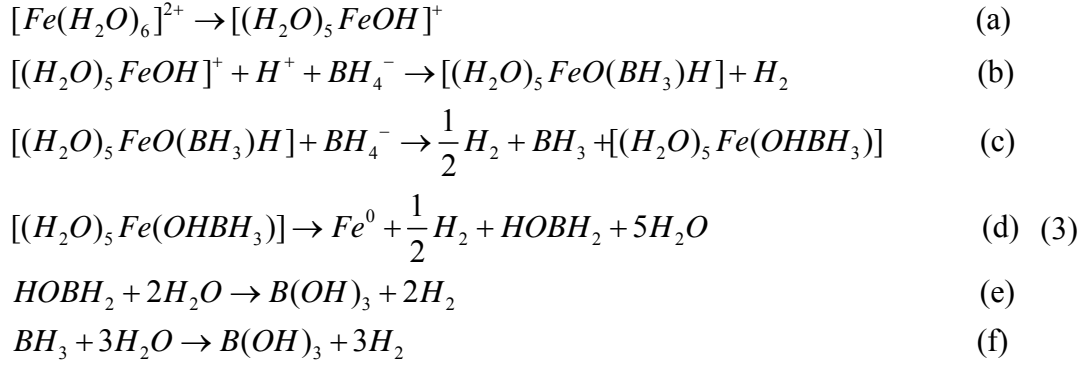 [Fe(H₂O)₆]²⁺ → [(H₂O)₅FeOH]⁺ (a)
[(H₂O)₅FeOH]⁺ + H⁺ + BH₄⁻ → [(H₂O)₅FeO(BH₃)H] + H₂ (b)
[(H₂O)₅FeO(BH₃)H] + BH₄⁻ → 1/2 H₂ + BH₃ +[(H₂O)₅Fe(OHBH₃)] (c)
[(H₂O)₅Fe(OHBH₃)] → Fe⁰ + 1/2 H₂ + HOBH₂ + 5H₂O (d) (3)
HOBH₂ + 2H₂O → B(OH)₃ + 2H₂ (e)
BH₃ + 3H₂O → B(OH)₃ + 3H₂ (f)